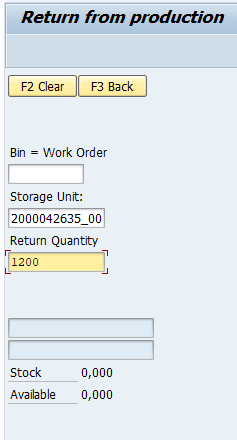 Return from production
F2 Clear F3 Back
Bin = Work Order
Storage Unit:
2000042635_00
Return Quantity
1200
Stock 0,000
Available 0,000